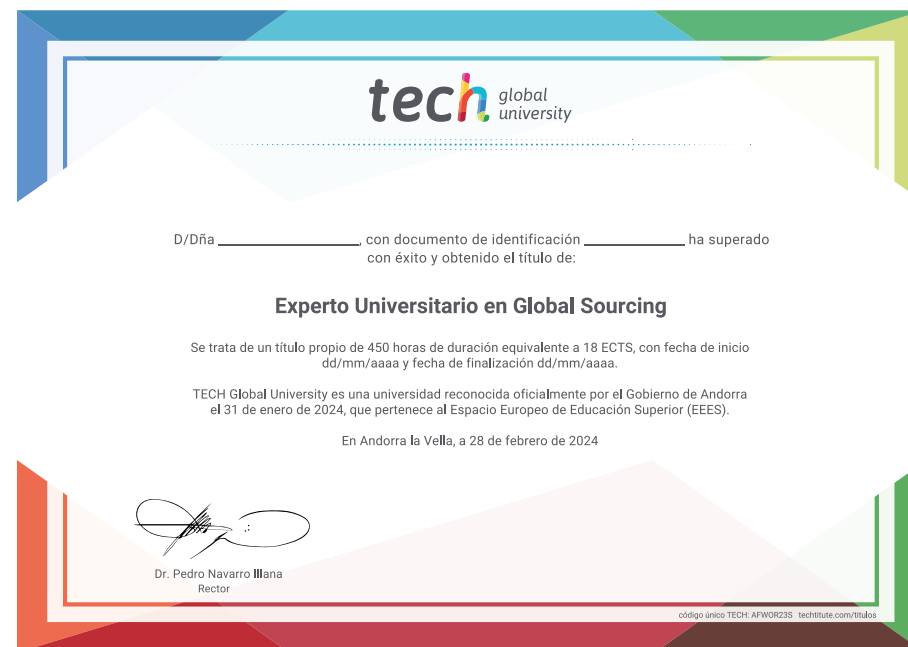 tech global university
D/Dña ____________________, con documento de identificación ______________ ha superado
con éxito y obtenido el título de:
Experto Universitario en Global Sourcing
Se trata de un título propio de 450 horas de duración equivalente a 18 ECTS, con fecha de inicio
dd/mm/aaaa y fecha de finalización dd/mm/aaaa.
TECH Global University es una universidad reconocida oficialmente por el Gobierno de Andorra
el 31 de enero de 2024, que pertenece al Espacio Europeo de Educación Superior (EEES).
En Andorra la Vella, a 28 de febrero de 2024
Dr. Pedro Navarro Illana
Rector
código único TECH: AFWOR23S techtitute.com/titulos